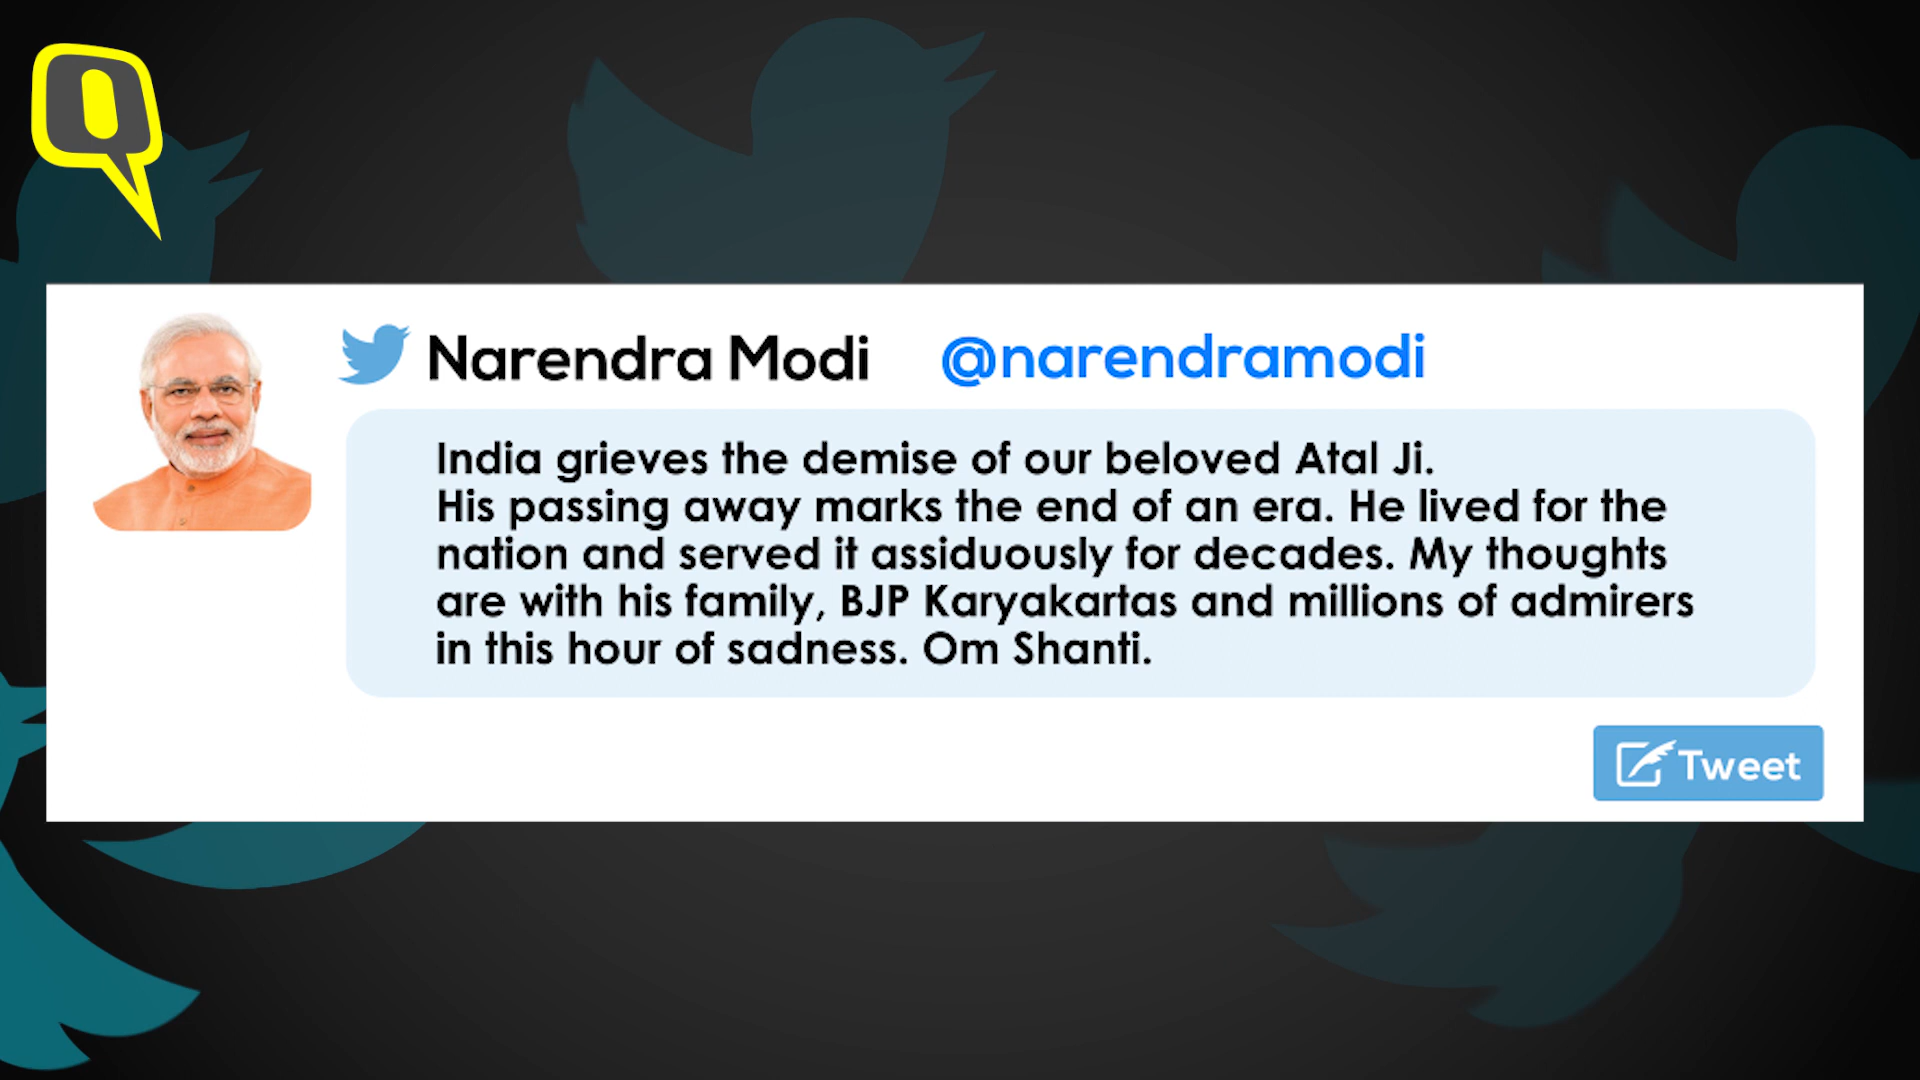 Q
Narendra Modi @narendramodi
India grieves the demise of our beloved Atal Ji.
His passing away marks the end of an era. He lived for the
nation and served it assiduously for decades. My thoughts
are with his family, BJP Karyakartas and millions of admirers
in this hour of sadness. Om Shanti.
Tweet